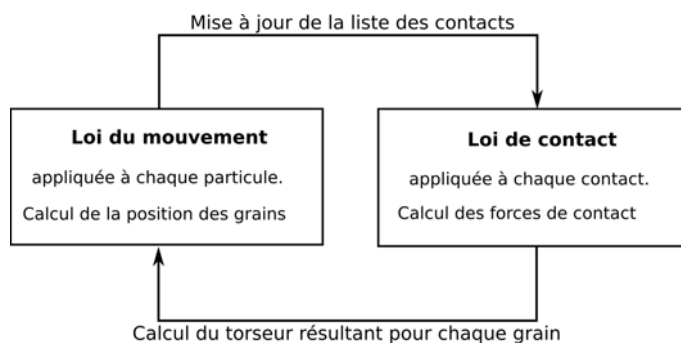 Mise à jour de la liste des contacts
Loi du mouvement
appliquée à chaque particule.
Calcul de la position des grains
Loi de contact
appliquée à chaque contact.
Calcul des forces de contact
Calcul du torseur résultant pour chaque grain